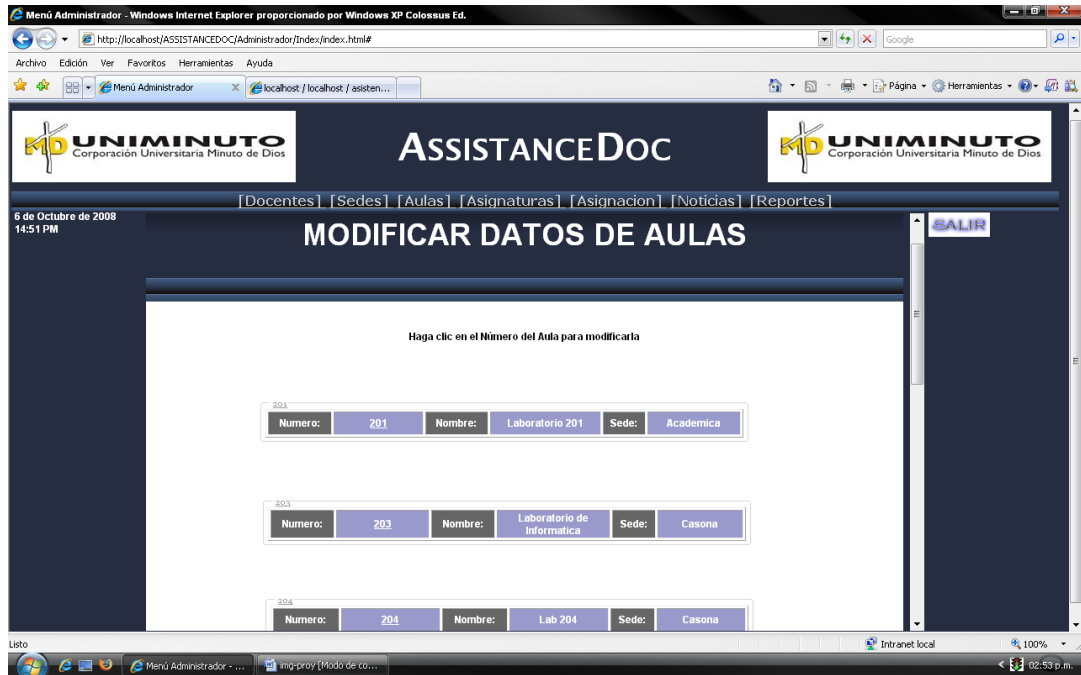 Menú Administrador - Windows Internet Explorer proporcionado por Windows XP Colossus Ed.
http://localhost/ASSISTANCEDOC/Administrador/Index/index.html#
Google
Archivo Edición Ver Favoritos Herramientas Ayuda
Menú Administrador
localhost / localhost / asisten...
Página
Herramientas
UNIMINUTO
Corporación Universitaria Minuto de Dios
ASSISTANCEDOC
UNIMINUTO
Corporación Universitaria Minuto de Dios
[Docentes] [Sedes] [Aulas] [Asignaturas] [Asignacion] [Noticias] [Reportes]
6 de Octubre de 2008
14:51 PM
MODIFICAR DATOS DE AULAS
SALIR
Haga clic en el Número del Aula para modificarla
201
Numero: 201 Nombre: Laboratorio 201 Sede: Academica
203
Numero: 203 Nombre: Laboratorio de Informatica Sede: Casona
204
Numero: 204 Nombre: Lab 204 Sede: Casona
Listo
Intranet local
100%
Menú Administrador - ...
img-proy [Modo de co...
02:53 p.m.